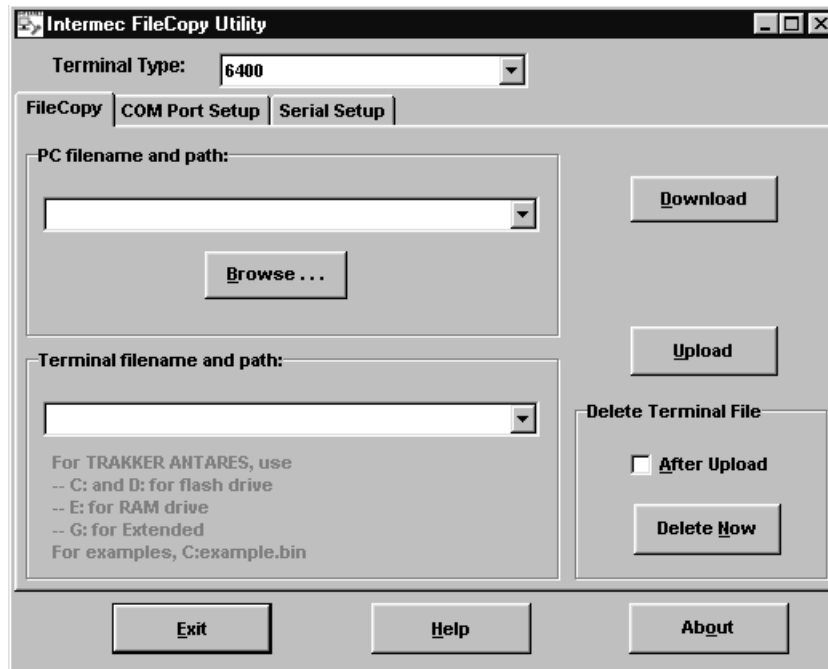 Intermec FileCopy Utility
Terminal Type: 6400
FileCopy COM Port Setup Serial Setup
PC filename and path:
Download
Browse . . .
Upload
Terminal filename and path:
Delete Terminal File
For TRAKKER ANTARES, use
-- C: and D: for flash drive
-- E: for RAM drive
-- G: for Extended
For examples, C:example.bin
After Upload
Delete Now
Exit Help About